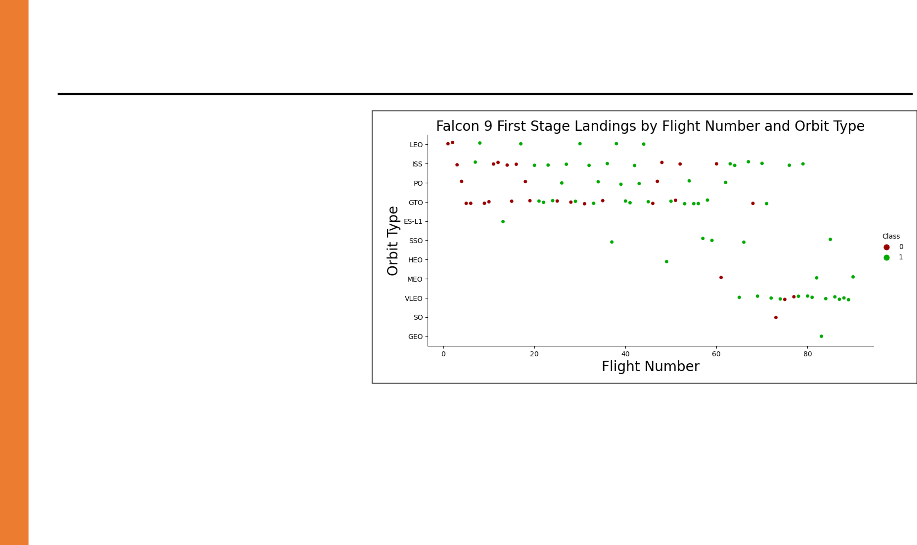 Falcon 9 First Stage Landings by Flight Number and Orbit Type
Orbit Type
LEO
ISS
PO
GTO
ES-L1
SSO
HEO
MEO
VLEO
SO
GEO
0 20 40 60 80
Flight Number
Class
0
1